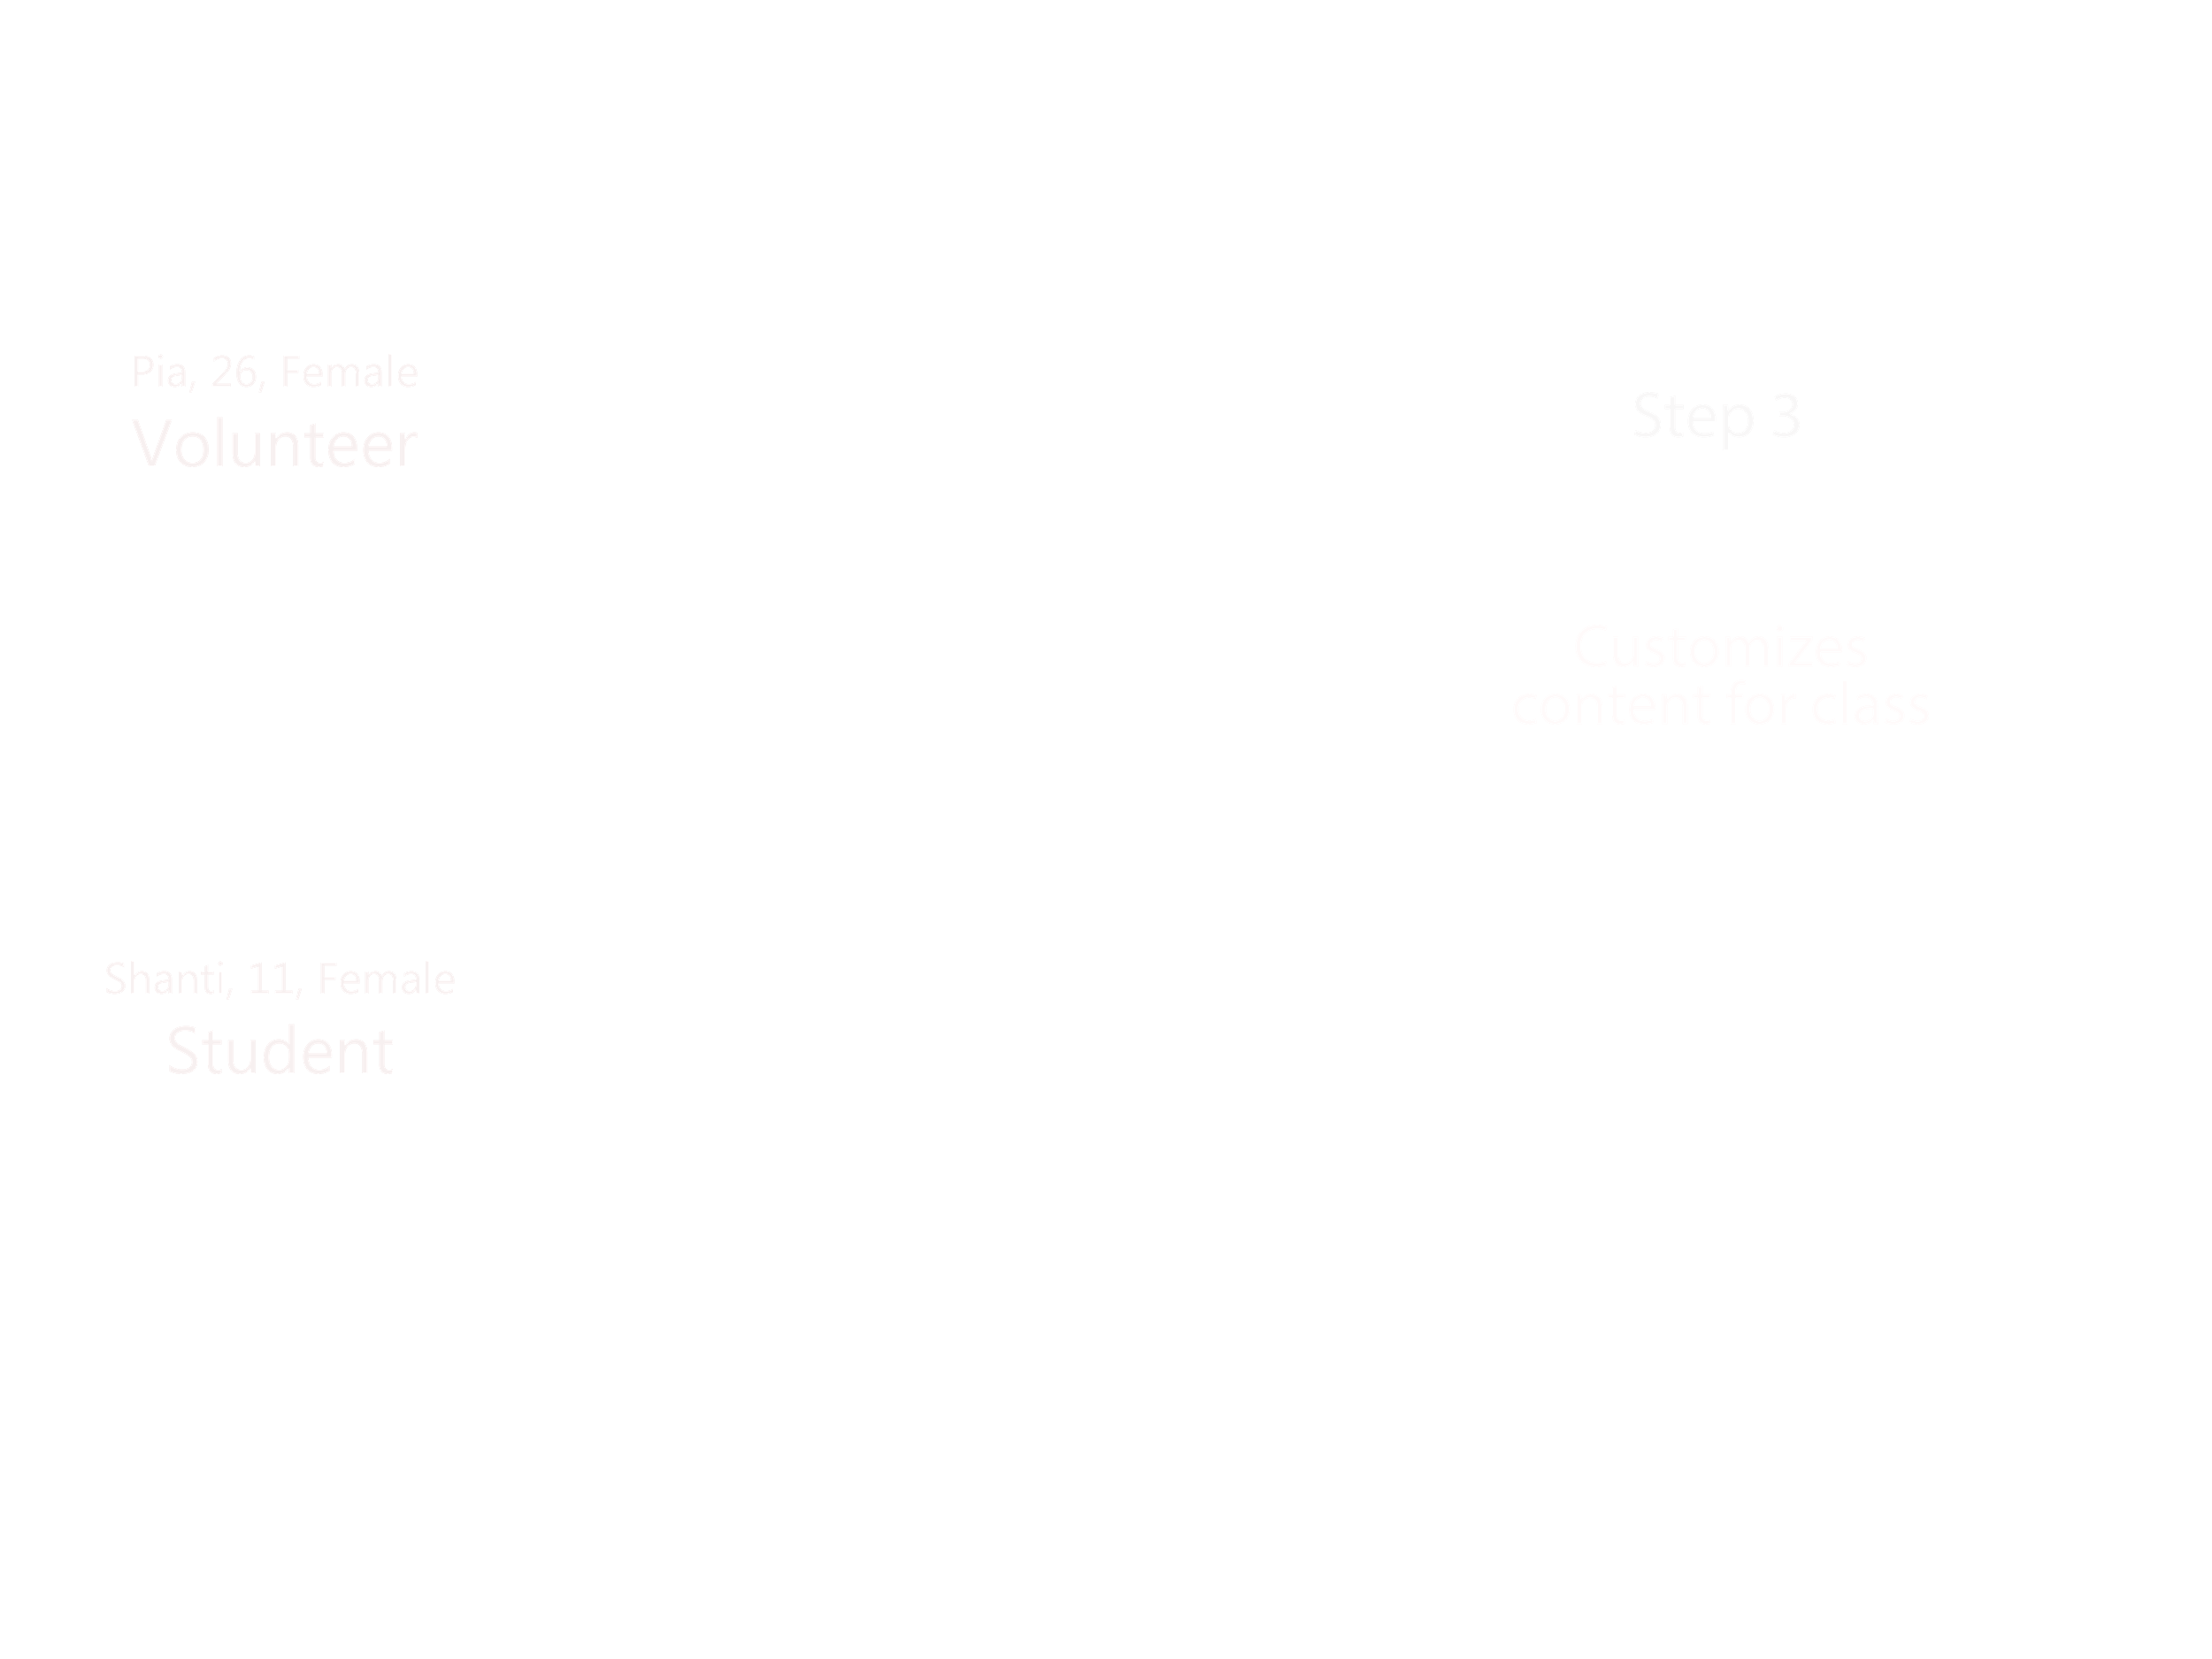 Pia, 26, Female
Volunteer
Step 3
Customizes
content for class
Shanti, 11, Female
Student